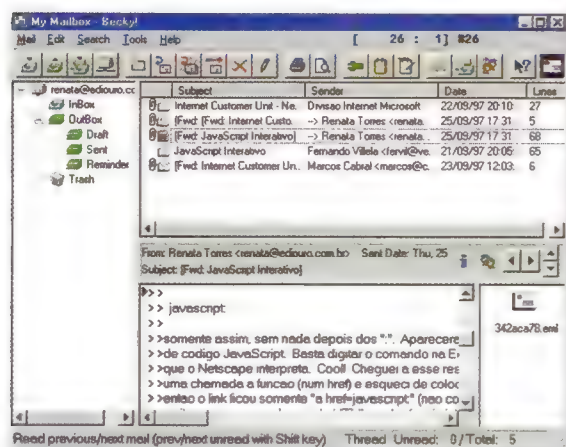 My Mailbox - Becky!
Mail Edit Search Tools Help [ 26 : 1] #26
renata@ediouro.cc
InBox
OutBox
Draft
Sent
Reminder
Trash
Subject Sender Date Lines
Internet Customer Unit - Ne. Divisao Internet Microsoft 22/09/97 20:10: 27
[Fwd: [Fwd: Internet Custo. --> Renata Torres <renata. 25/09/97 17:31: 5
[Fwd: JavaScript Interativo] --> Renata Torres <renata. 25/09/97 17:31: 68
JavaScript Interativo Fernando Villela <fervil@ve. 21/09/97 20:05: 65
[Fwd: Internet Customer Un.. Marcos Cabral <marcos@c. 23/09/97 12:03: 6
From: Renata Torres <renata@ediouro.com.br> Sent Date: Thu, 25
Subject: [Fwd: JavaScript Interativo]
>>
>> javascript:
>>
>>somente assim, sem nada depois dos ":". Aparecere
>>de codigo JavaScript. Basta digitar o comando na
>>que o Netscape interpreta. Cool! Cheguei a esse res
>>uma chamada a funcao (num href) e esqueci de coloc
>>entao o link ficou somente "a href=javascript:" (nao co
342aca78.eml
Read previous/next mail (prev/next unread with Shift key) Thread Unread: 0/Total: 5